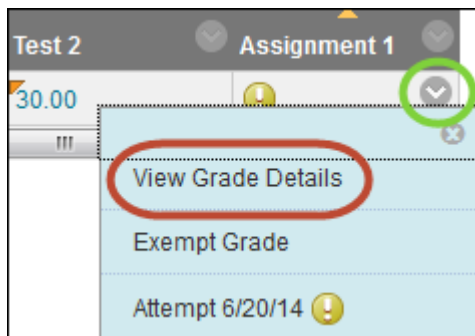 Test 2 Assignment 1
30.00
View Grade Details
Exempt Grade
Attempt 6/20/14